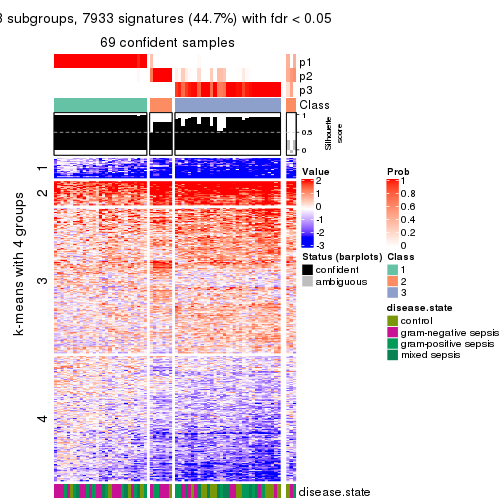 3 subgroups, 7933 signatures (44.7%) with fdr < 0.05
69 confident samples
p1
p2
p3
Class
1
0.5
0
Silhouette
score
k-means with 4 groups
1
2
3
4
disease.state
Value
2
1
0
-1
-2
-3
Prob
1
0.8
0.6
0.4
0.2
0
Status (barplots)
confident
ambiguous
Class
1
2
3
disease.state
control
gram-negative sepsis
gram-positive sepsis
mixed sepsis